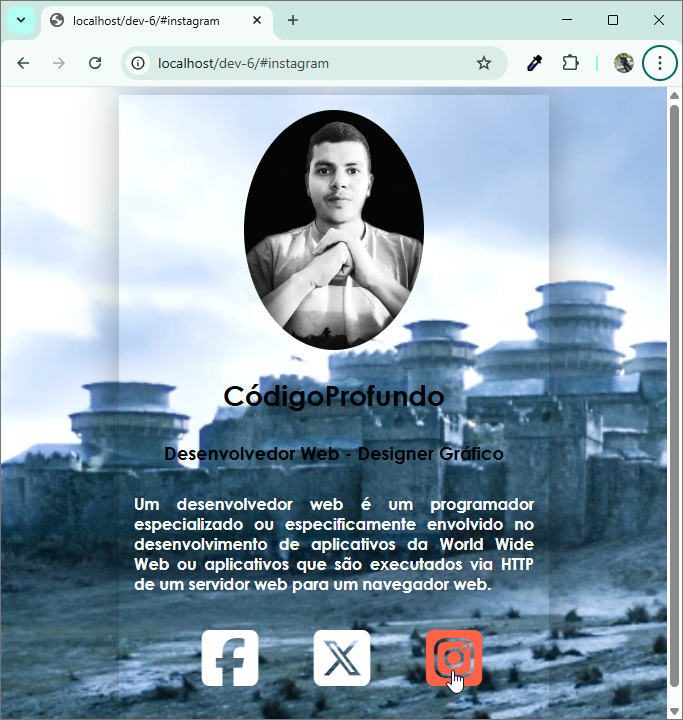 localhost/dev-6/#instagram
localhost/dev-6/#instagram
CódigoProfundo
Desenvolvedor Web - Designer Gráfico
Um desenvolvedor web é um programador
especializado ou especificamente envolvido no
desenvolvimento de aplicativos da World Wide
Web ou aplicativos que são executados via HTTP
de um servidor web para um navegador web.